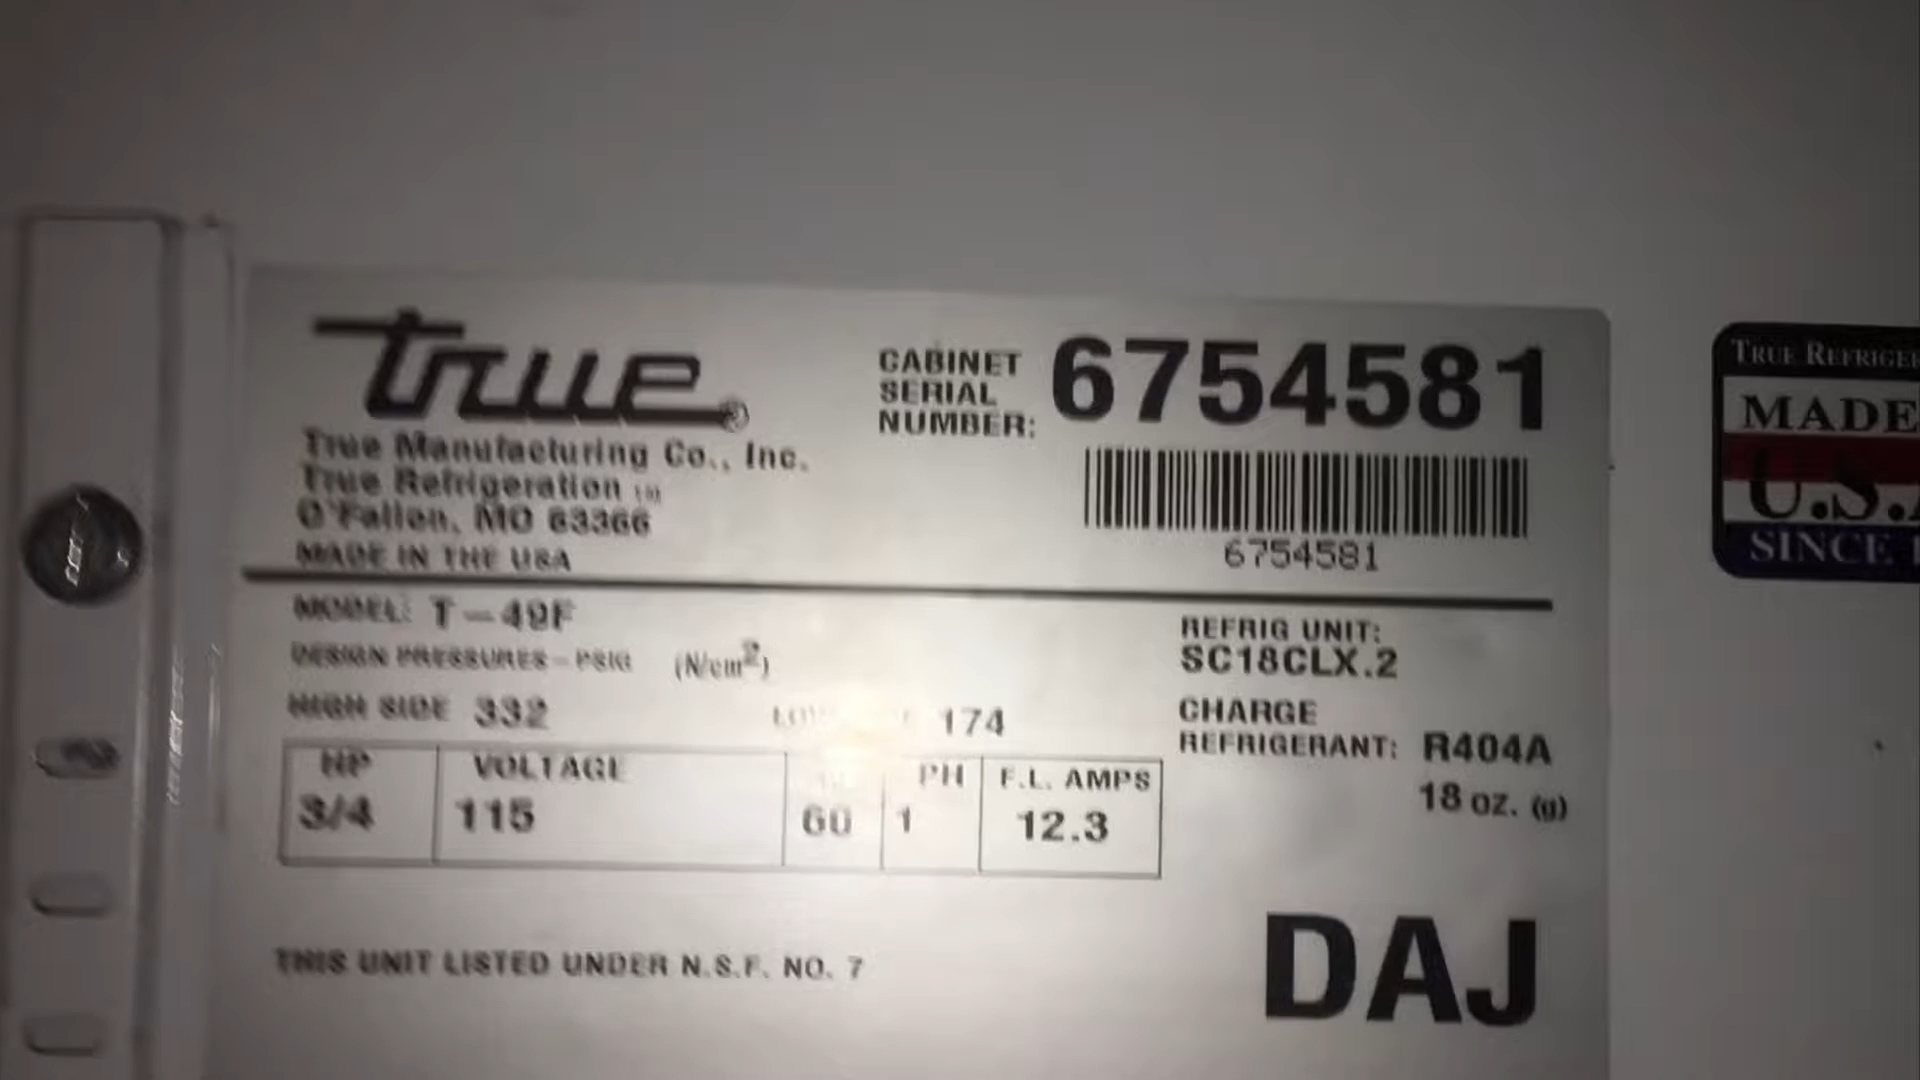 true®
True Manufacturing Co., Inc.
True Refrigeration
O'Fallon, MO 63366
MADE IN THE USA
CABINET
SERIAL
NUMBER: 6754581
6754581
MODEL: T-49F
DESIGN PRESSURES-PSIG (N/cm²)
HIGH SIDE 332 174
HP VOLTAGE PH F.L. AMPS
3/4 115 60 1 12.3
REFRIG UNIT:
SC18CLX.2
CHARGE
REFRIGERANT: R404A
18 oz. (g)
THIS UNIT LISTED UNDER N.S.F. NO. 7
DAJ
TRUE
MADE
U.S.
SINCE